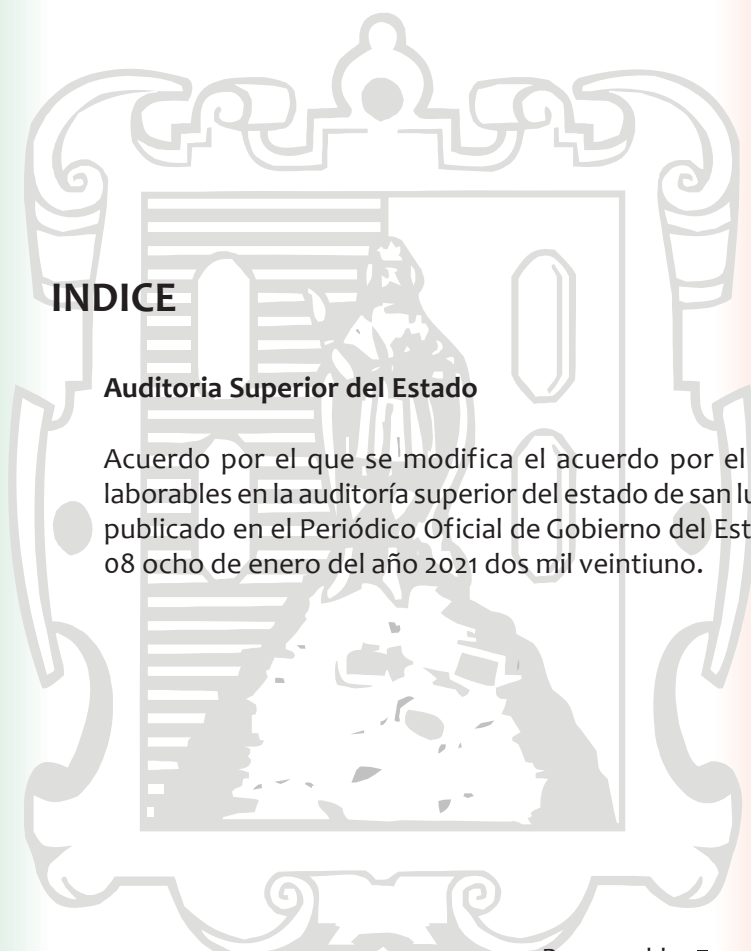 INDICE
Auditoria Superior del Estado
Acuerdo por el que se modifica el acuerdo por el
laborables en la auditoría superior del estado de san
publicado en el Periódico Oficial de Gobierno del
08 ocho de enero del año 2021 dos mil veintiuno.